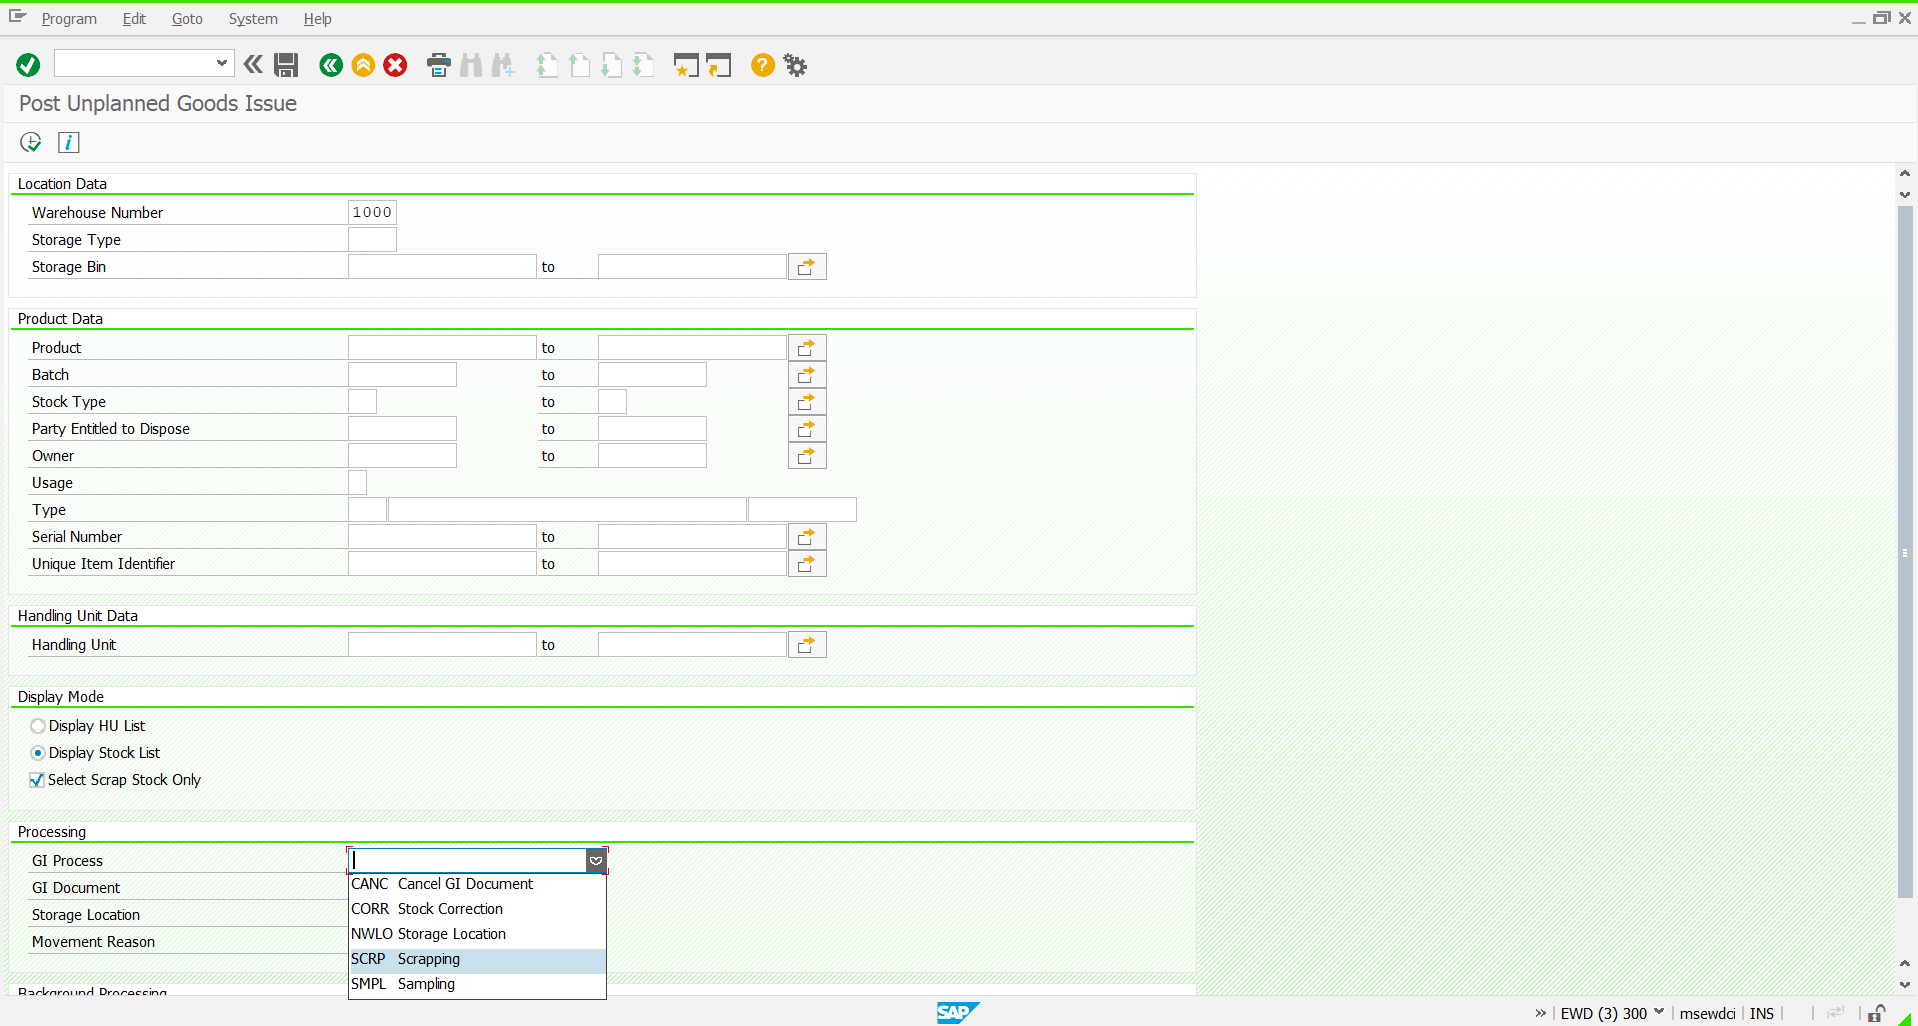 Program Edit Goto System Help
Post Unplanned Goods Issue
Location Data
Warehouse Number 1000
Storage Type
Storage Bin to
Product Data
Product to
Batch to
Stock Type to
Party Entitled to Dispose to
Owner to
Usage
Type
Serial Number to
Unique Item Identifier to
Handling Unit Data
Handling Unit to
Display Mode
Display HU List
Display Stock List
Select Scrap Stock Only
Processing
GI Process
CANC Cancel GI Document
GI Document
CORR Stock Correction
Storage Location
NWLO Storage Location
Movement Reason
SCRP Scrapping
SMPL Sampling
Background Processing
SAP » EWD (3) 300 msewdci INS